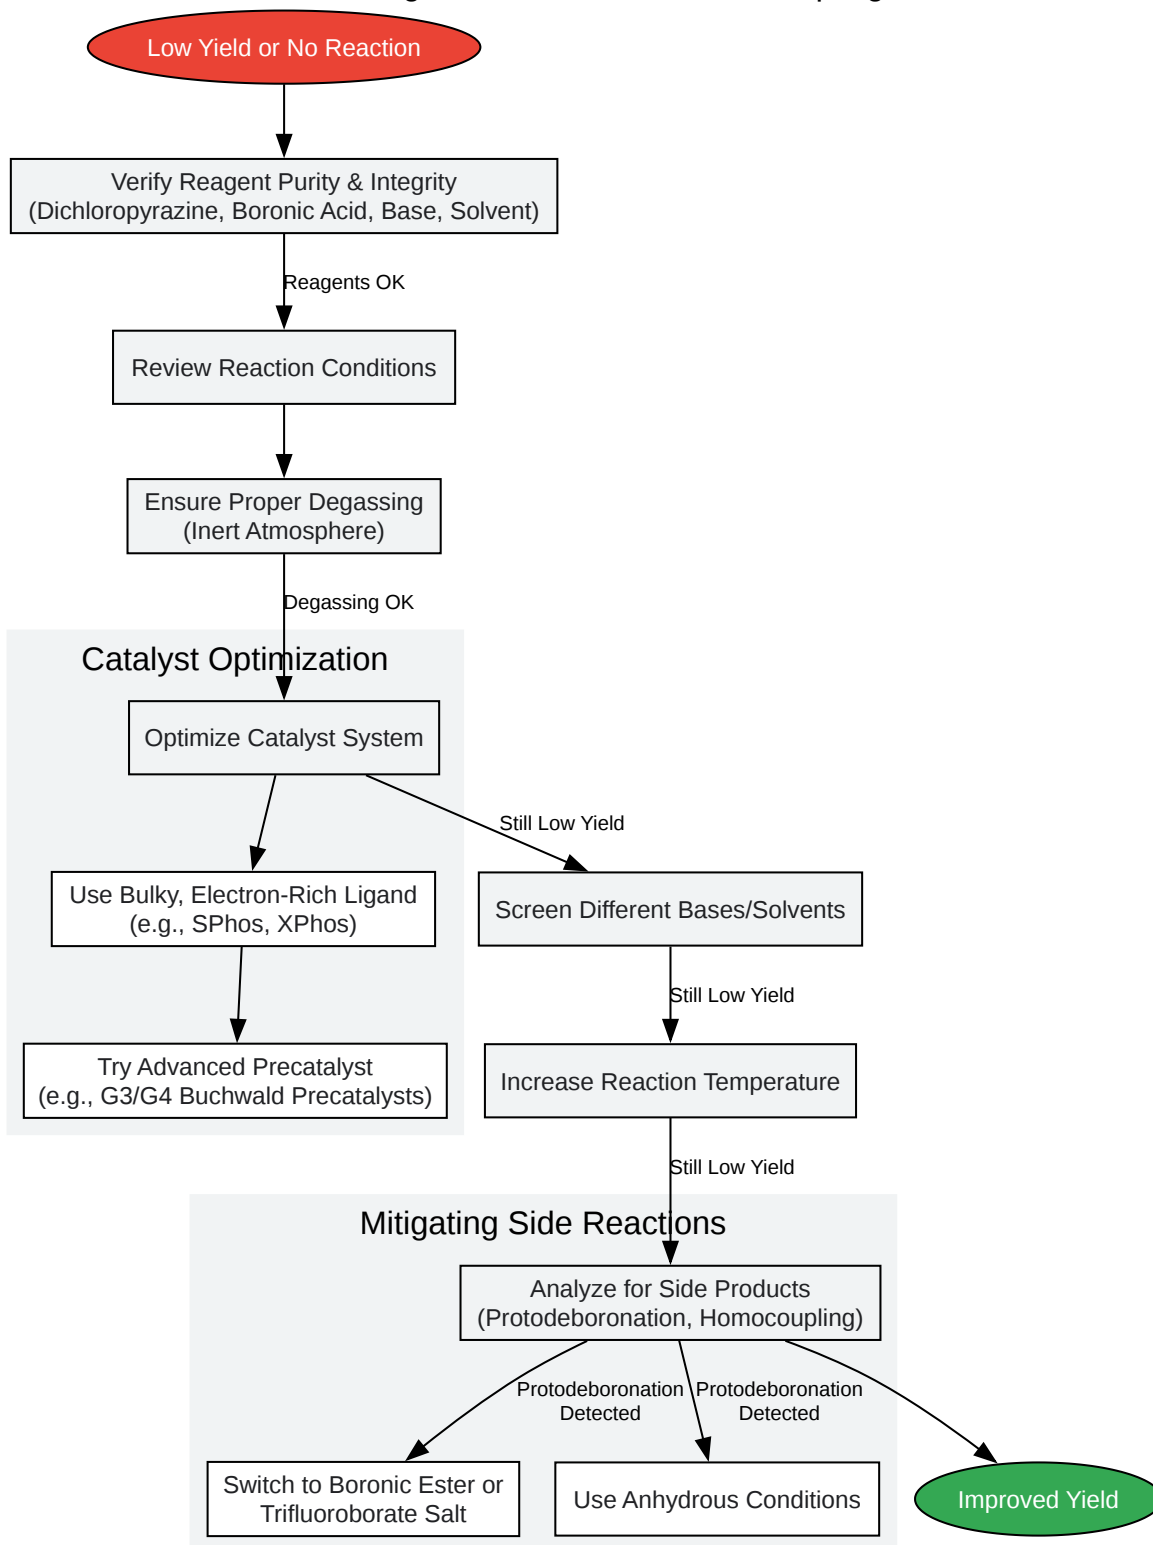 Low Yield or No Reaction
Verify Reagent Purity & Integrity
(Dichloropyrazine, Boronic Acid, Base, Solvent)
Reagents OK
Review Reaction Conditions
Ensure Proper Degassing
(Inert Atmosphere)
Degassing OK
Catalyst Optimization
Optimize Catalyst System
Still Low Yield
Use Bulky, Electron-Rich Ligand
(e.g., SPhos, XPhos)
Screen Different Bases/Solvents
Still Low Yield
Try Advanced Precatalyst
(e.g., G3/G4 Buchwald Precatalysts)
Increase Reaction Temperature
Still Low Yield
Mitigating Side Reactions
Analyze for Side Products
(Protodeboronation, Homocoupling)
Protodeboronation
Detected
Protodeboronation
Detected
Switch to Boronic Ester or
Trifluoroborate Salt
Use Anhydrous Conditions
Improved Yield